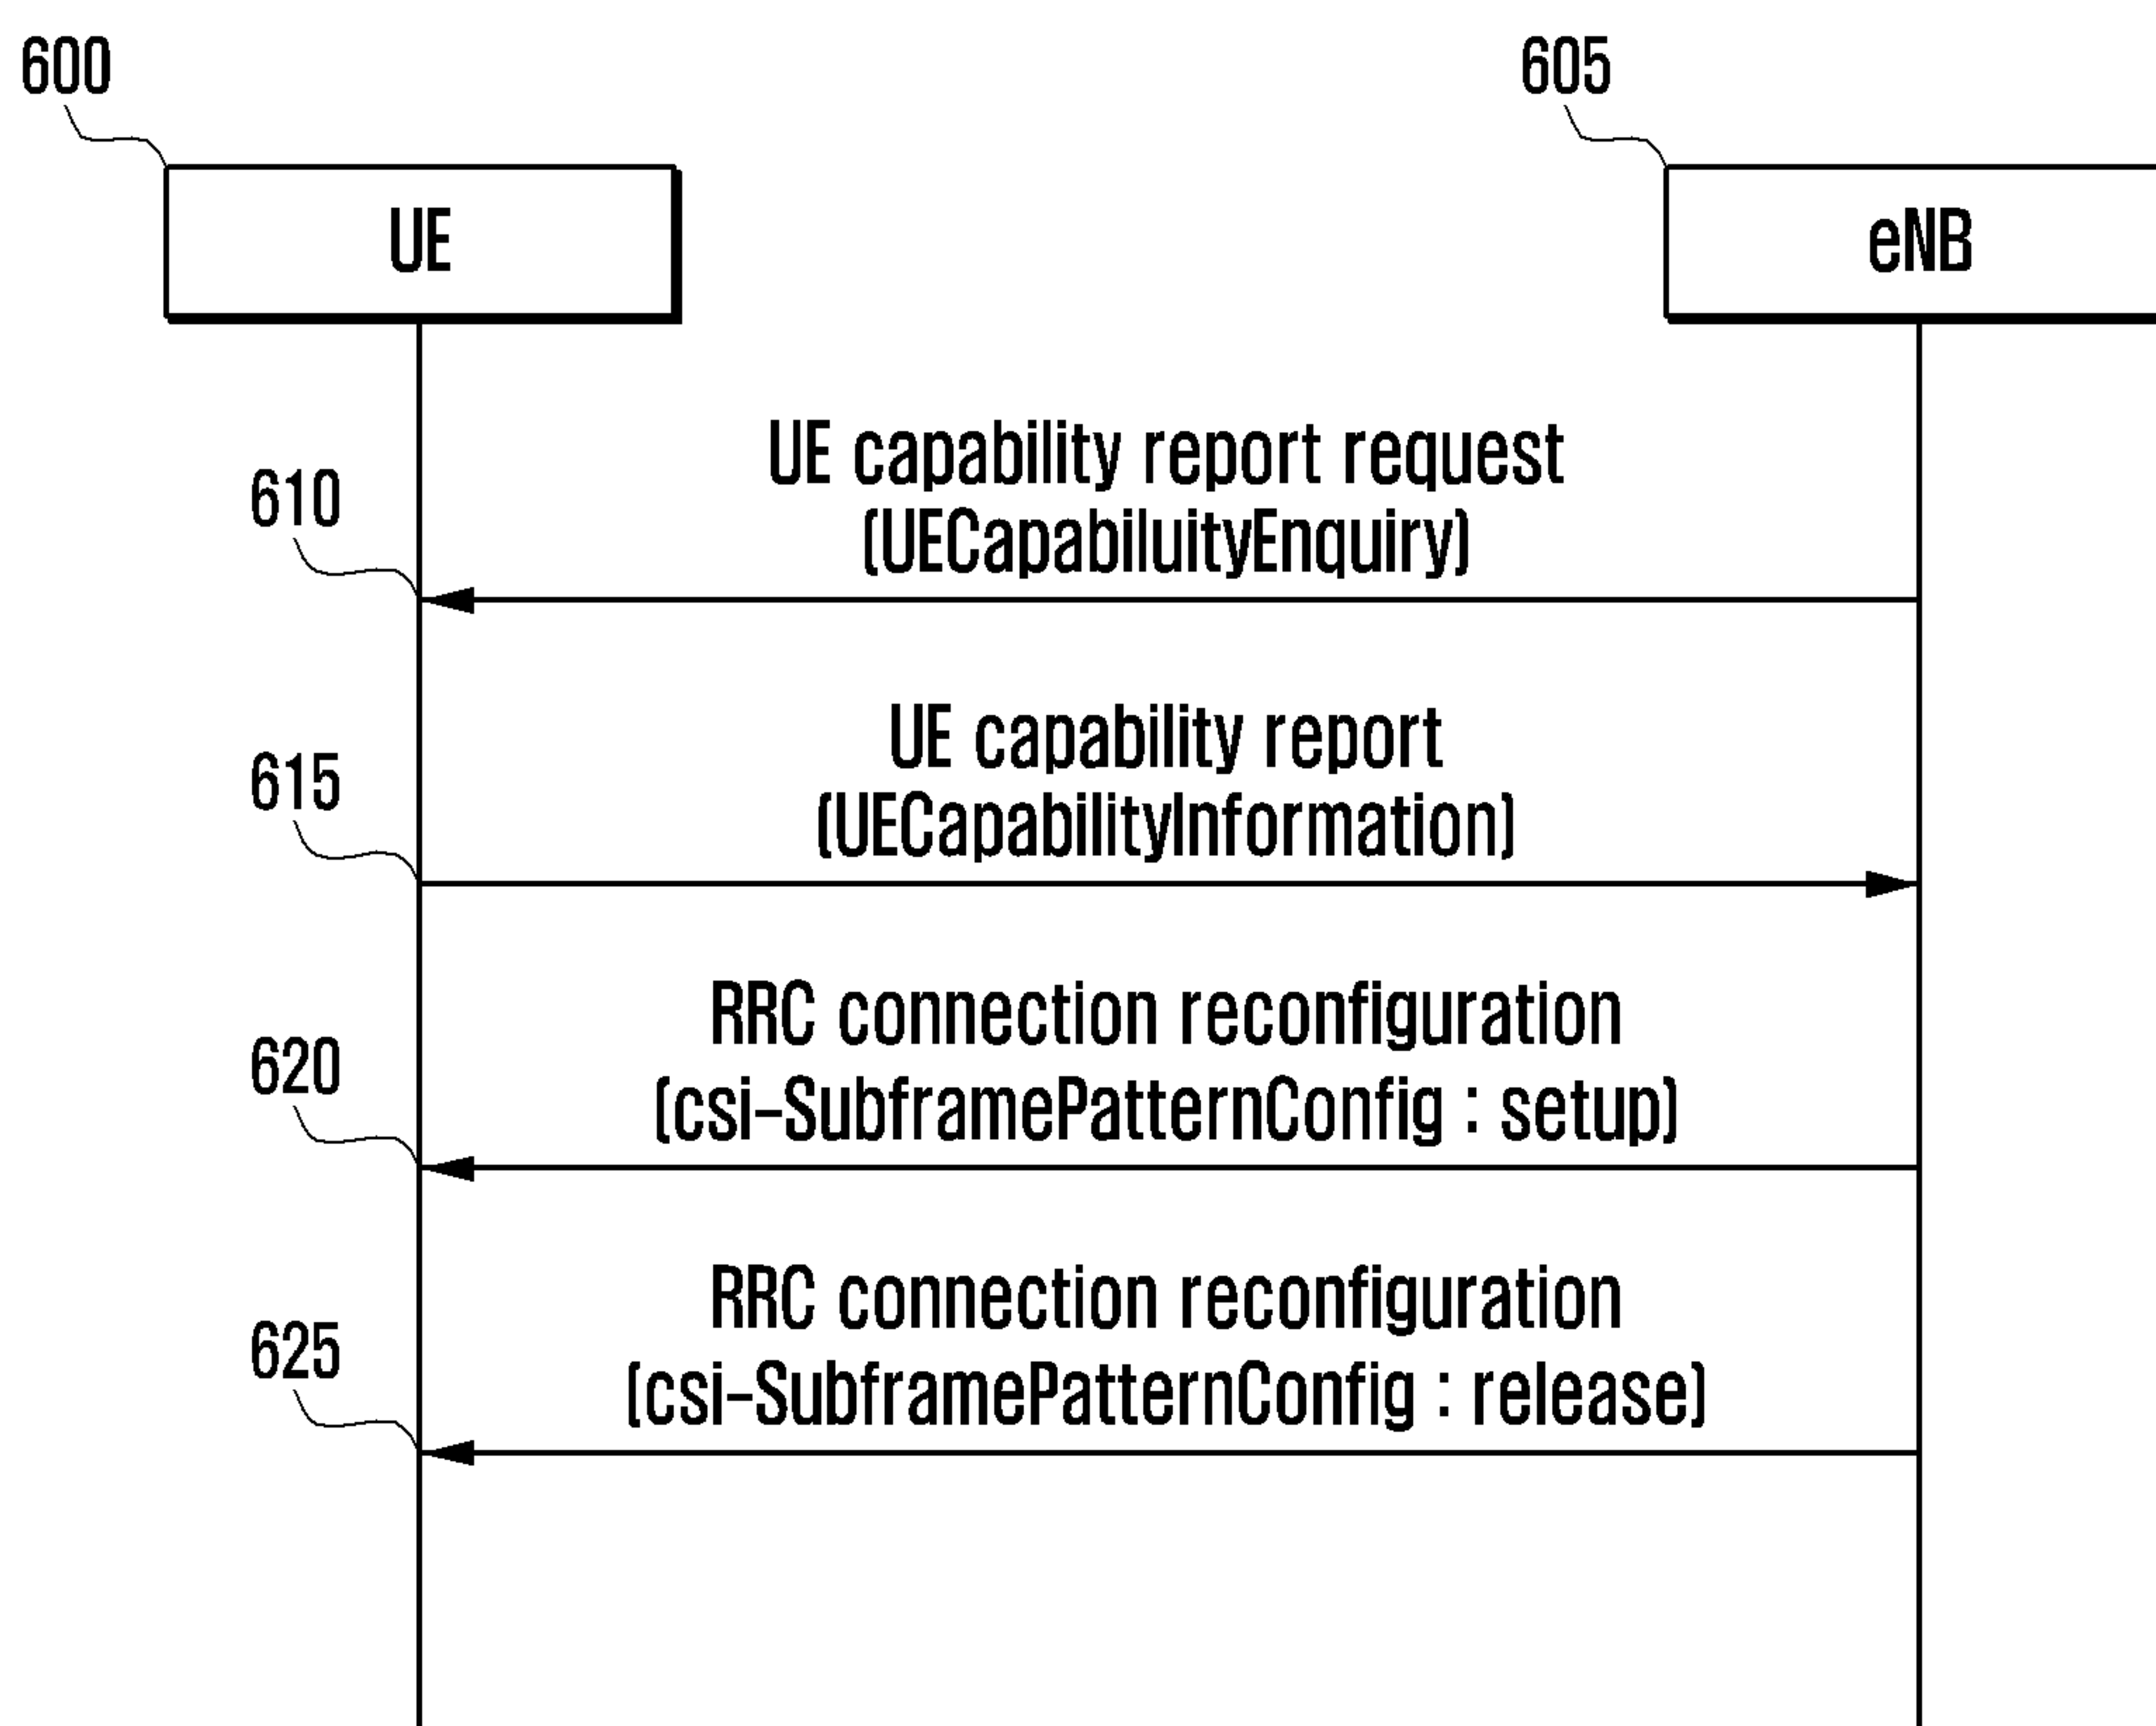 600
605
UE
eNB
UE capability report request
610
(UECapabiluityEnquiry)
UE capability report
615
(UECapabilityInformation)
RRC connection reconfiguration
620
(csi-SubframePatternConfig : setup)
RRC connection reconfiguration
625
(csi-SubframePatternConfig : release)